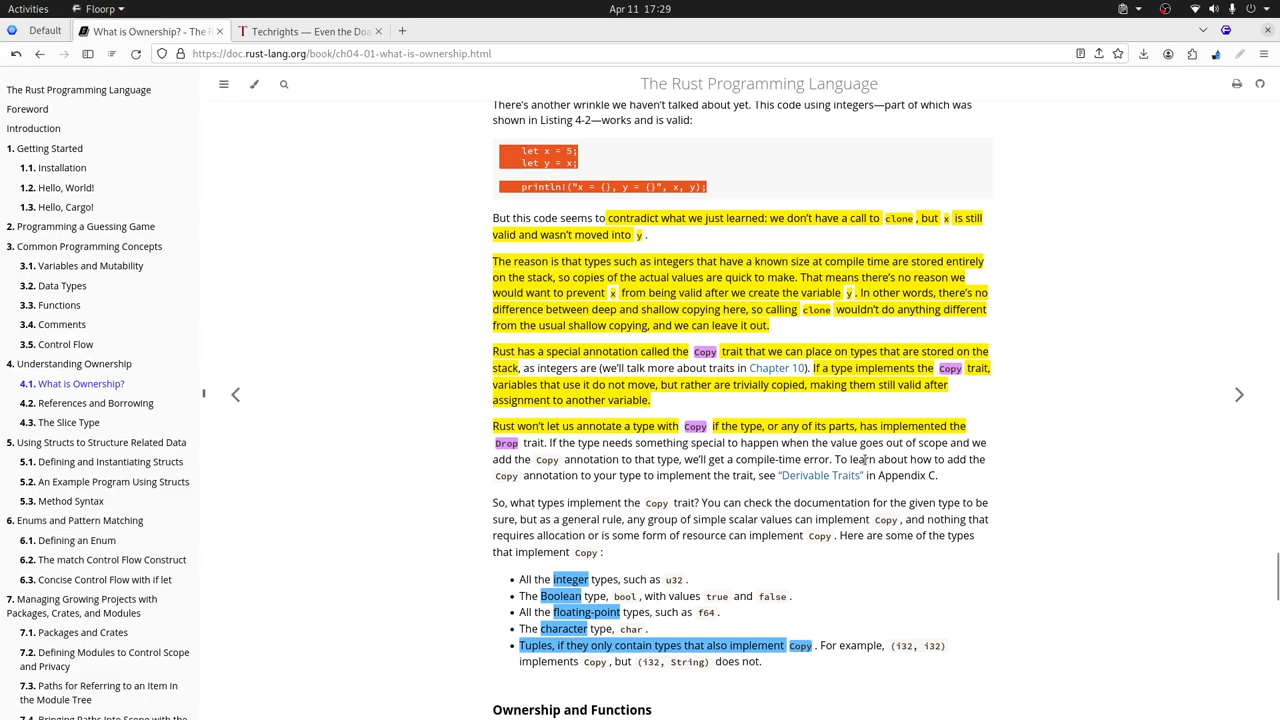 Activities
Floorp
Apr 11 17:29
Default
What is Ownership? - The R
Techrights — Even the Doa
https://doc.rust-lang.org/book/ch04-01-what-is-ownership.html
The Rust Programming Language
Foreword
Introduction
1. Getting Started
1.1. Installation
1.2. Hello, World!
1.3. Hello, Cargo!
2. Programming a Guessing Game
3. Common Programming Concepts
3.1. Variables and Mutability
3.2. Data Types
3.3. Functions
3.4. Comments
3.5. Control Flow
4. Understanding Ownership
4.1. What is Ownership?
4.2. References and Borrowing
4.3. The Slice Type
5. Using Structs to Structure Related Data
5.1. Defining and Instantiating Structs
5.2. An Example Program Using Structs
5.3. Method Syntax
6. Enums and Pattern Matching
6.1. Defining an Enum
6.2. The match Control Flow Construct
6.3. Concise Control Flow with if let
7. Managing Growing Projects with
Packages, Crates, and Modules
7.1. Packages and Crates
7.2. Defining Modules to Control Scope
and Privacy
7.3. Paths for Referring to an Item in
the Module Tree
7.4. Bringing Paths Into Scope with the
The Rust Programming Language
There's another wrinkle we haven't talked about yet. This code using integers—part of which was
shown in Listing 4-2—works and is valid:
let x = 5;
let y = x;
println!("x = {}, y = {}", x, y);
But this code seems to contradict what we just learned: we don't have a call to clone, but x is still
valid and wasn't moved into y.
The reason is that types such as integers that have a known size at compile time are stored entirely
on the stack, so copies of the actual values are quick to make. That means there's no reason we
would want to prevent x from being valid after we create the variable y. In other words, there's no
difference between deep and shallow copying here, so calling clone wouldn't do anything different
from the usual shallow copying, and we can leave it out.
Rust has a special annotation called the Copy trait that we can place on types that are stored on the
stack, as integers are (we'll talk more about traits in Chapter 10). If a type implements the Copy trait,
variables that use it do not move, but rather are trivially copied, making them still valid after
assignment to another variable.
Rust won't let us annotate a type with Copy if the type, or any of its parts, has implemented the
Drop trait. If the type needs something special to happen when the value goes out of scope and we
add the Copy annotation to that type, we'll get a compile-time error. To learn about how to add the
Copy annotation to your type to implement the trait, see "Derivable Traits" in Appendix C.
So, what types implement the Copy trait? You can check the documentation for the given type to be
sure, but as a general rule, any group of simple scalar values can implement Copy, and nothing that
requires allocation or is some form of resource can implement Copy. Here are some of the types
that implement Copy:
• All the integer types, such as u32.
• The Boolean type, bool, with values true and false.
• All the floating-point types, such as f64.
• The character type, char.
• Tuples, if they only contain types that also implement Copy. For example, (i32, i32)
implements Copy, but (i32, String) does not.
Ownership and Functions